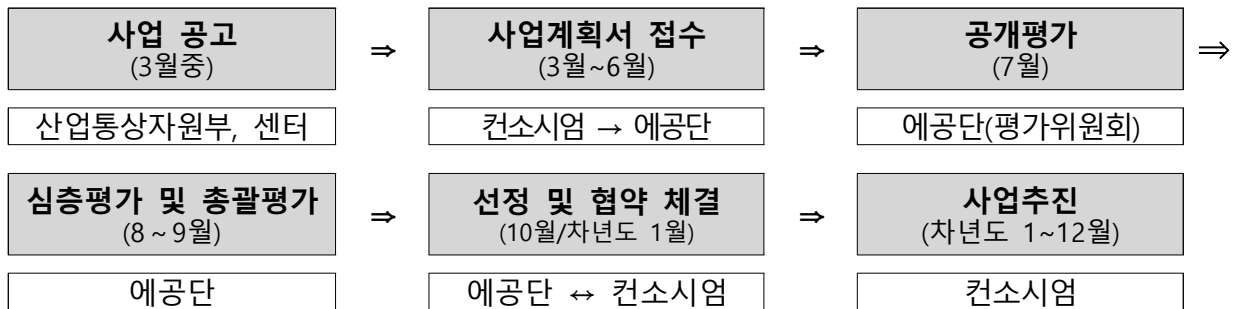 사업 공고 ⇒ 사업계획서 접수 ⇒ 공개평가 ⇒
(3월중) (3월~6월) (7월)
산업통상자원부, 센터 컨소시엄 → 에공단 에공단(평가위원회)
심층평가 및 총괄평가 ⇒ 선정 및 협약 체결 ⇒ 사업추진
(8 ~ 9월) (10월/차년도 1월) (차년도 1~12월)
에공단 에공단 ↔ 컨소시엄 컨소시엄